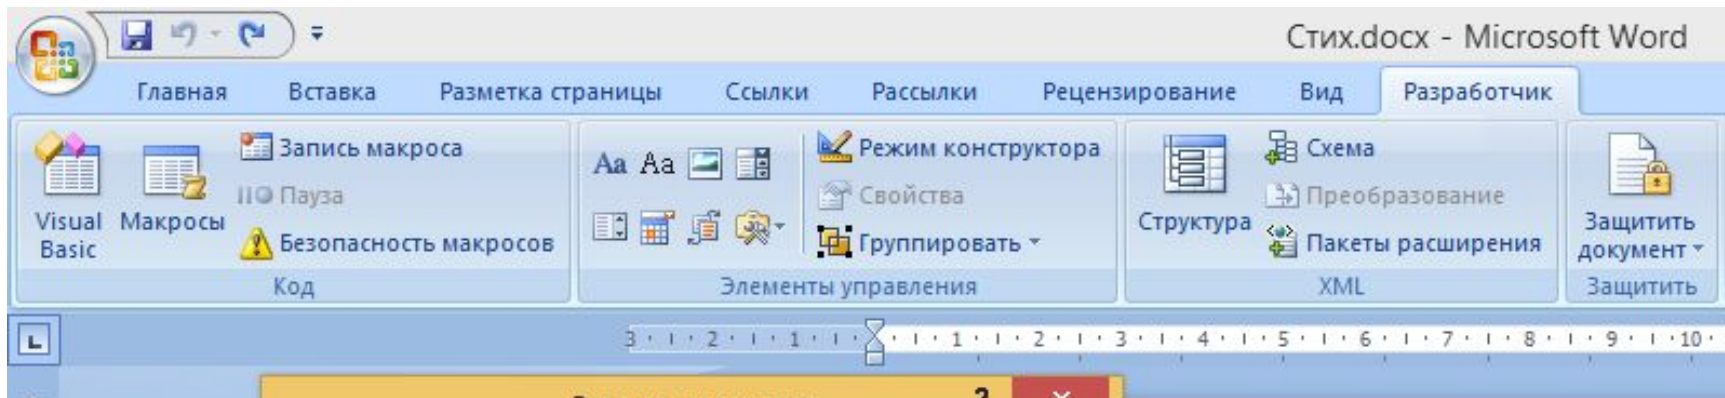 Стих.docx - Microsoft Word
Главная Вставка Разметка страницы Ссылки Рассылки Рецензирование Вид Разработчик
Visual Basic
Макросы
Запись макроса
Пауза
Безопасность макросов
Код
Aa Aa
Режим конструктора
Свойства
Группировать
Элементы управления
Структура
Схема
Преобразование
Пакеты расширения
XML
Защитить
документ
Защитить
3 2 1 1 2 3 4 5 6 7 8 9 10
?